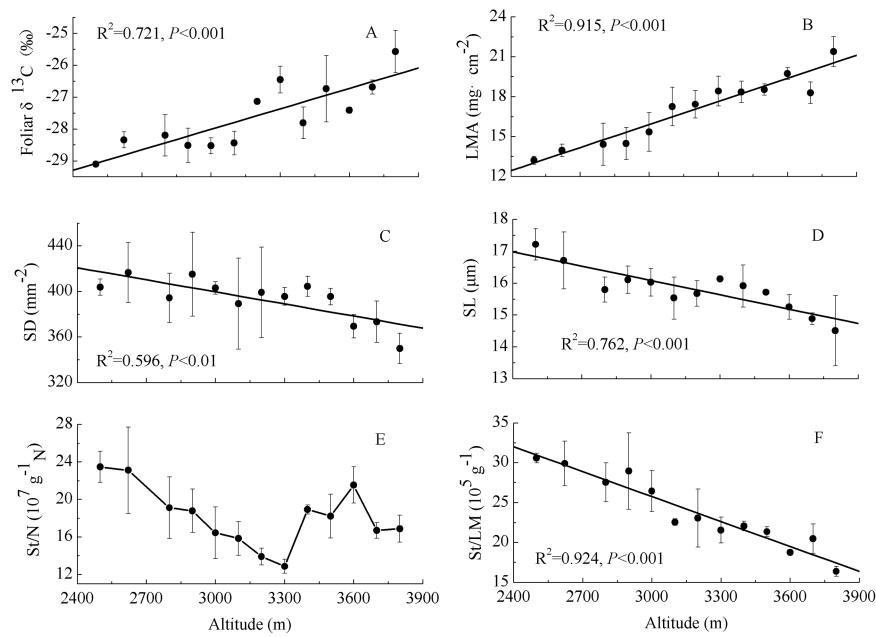 A
R²=0.721, P<0.001
Foliar δ ¹³C (‰)
-25
-26
-27
-28
-29
B
R²=0.915, P<0.001
LMA (mg· cm⁻²)
24
21
18
15
12
C
R²=0.596, P<0.01
SD (mm⁻²)
440
400
360
320
D
R²=0.762, P<0.001
SL (μm)
18
17
16
15
14
13
E
St/N (10⁷ g⁻¹ N)
28
24
20
16
12
2400 2700 3000 3300 3600 3900
Altitude (m)
F
R²=0.924, P<0.001
St/LM (10⁵ g⁻¹)
35
30
25
20
15
2400 2700 3000 3300 3600 3900
Altitude (m)